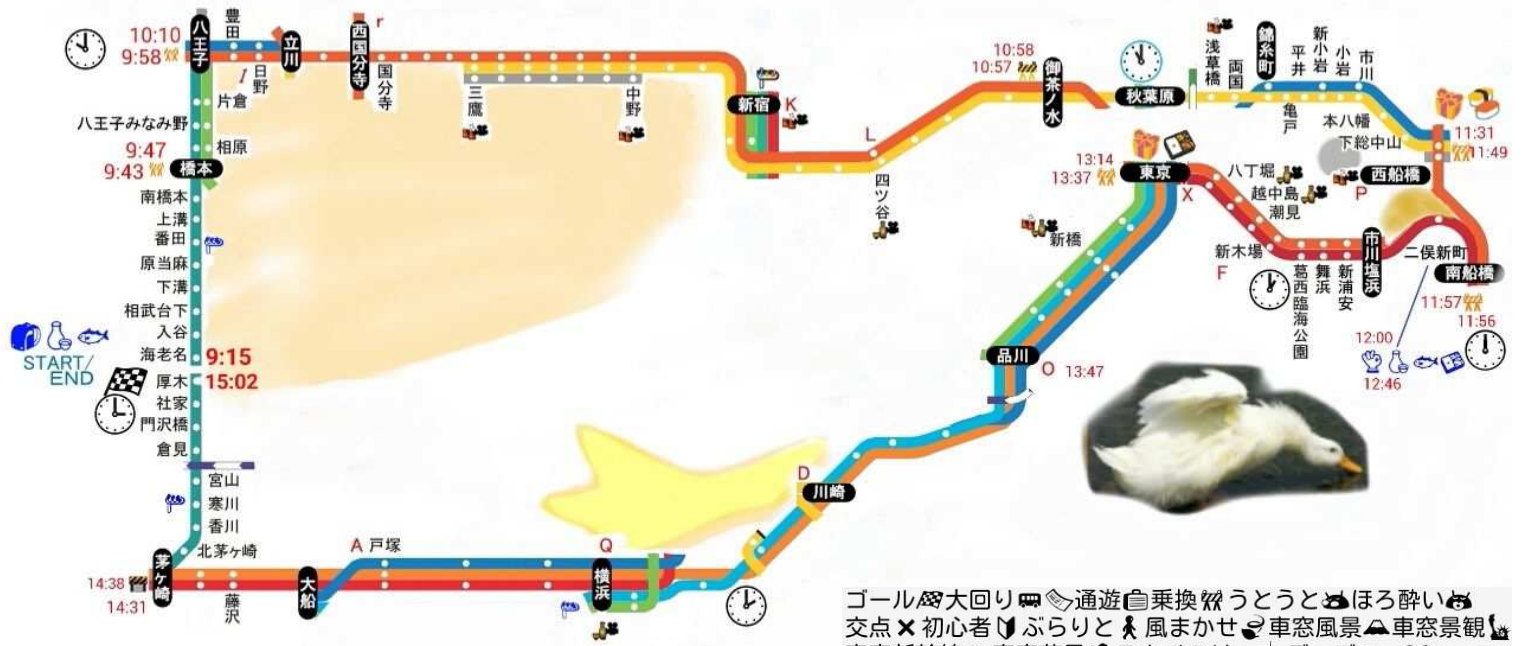 10:10
9:58
八王子
豊田
日野
立川
西国分寺
r
国分寺
三鷹
中野
新宿
K
L
四ツ谷
10:58
10:57
御茶ノ水
秋葉原
浅草橋
両国
錦糸町
亀戸
平井
新小岩
小岩
市川
本八幡
下総中山
11:31
11:49
西船橋
P
片倉
八王子みなみ野
相原
9:47
9:43
橋本
南橋本
上溝
番田
原当麻
下溝
相武台下
入谷
海老名
9:15
START/
END
厚木
15:02
社家
門沢橋
倉見
宮山
寒川
香川
北茅ヶ崎
茅ヶ崎
14:38
14:31
藤沢
大船
A 戸塚
Q
横浜
D
川崎
品川
O 13:47
新橋
13:14
13:37
東京
X
八丁堀
越中島
潮見
新木場
F
葛西臨海公園
舞浜
新浦安
市川塩浜
二俣新町
南船橋
11:57
11:56
12:00
12:46
ゴール大回り通遊乗換うとうとほろ酔い
交点初心者ぶらりと風まかせ車窓風景車窓景観